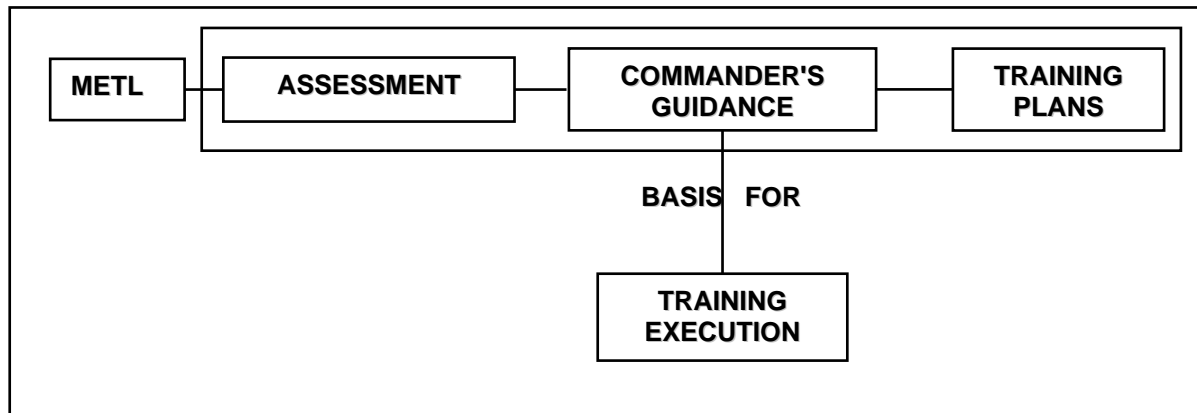 METL
ASSESSMENT
COMMANDER'S
GUIDANCE
TRAINING
PLANS
BASIS FOR
TRAINING
EXECUTION